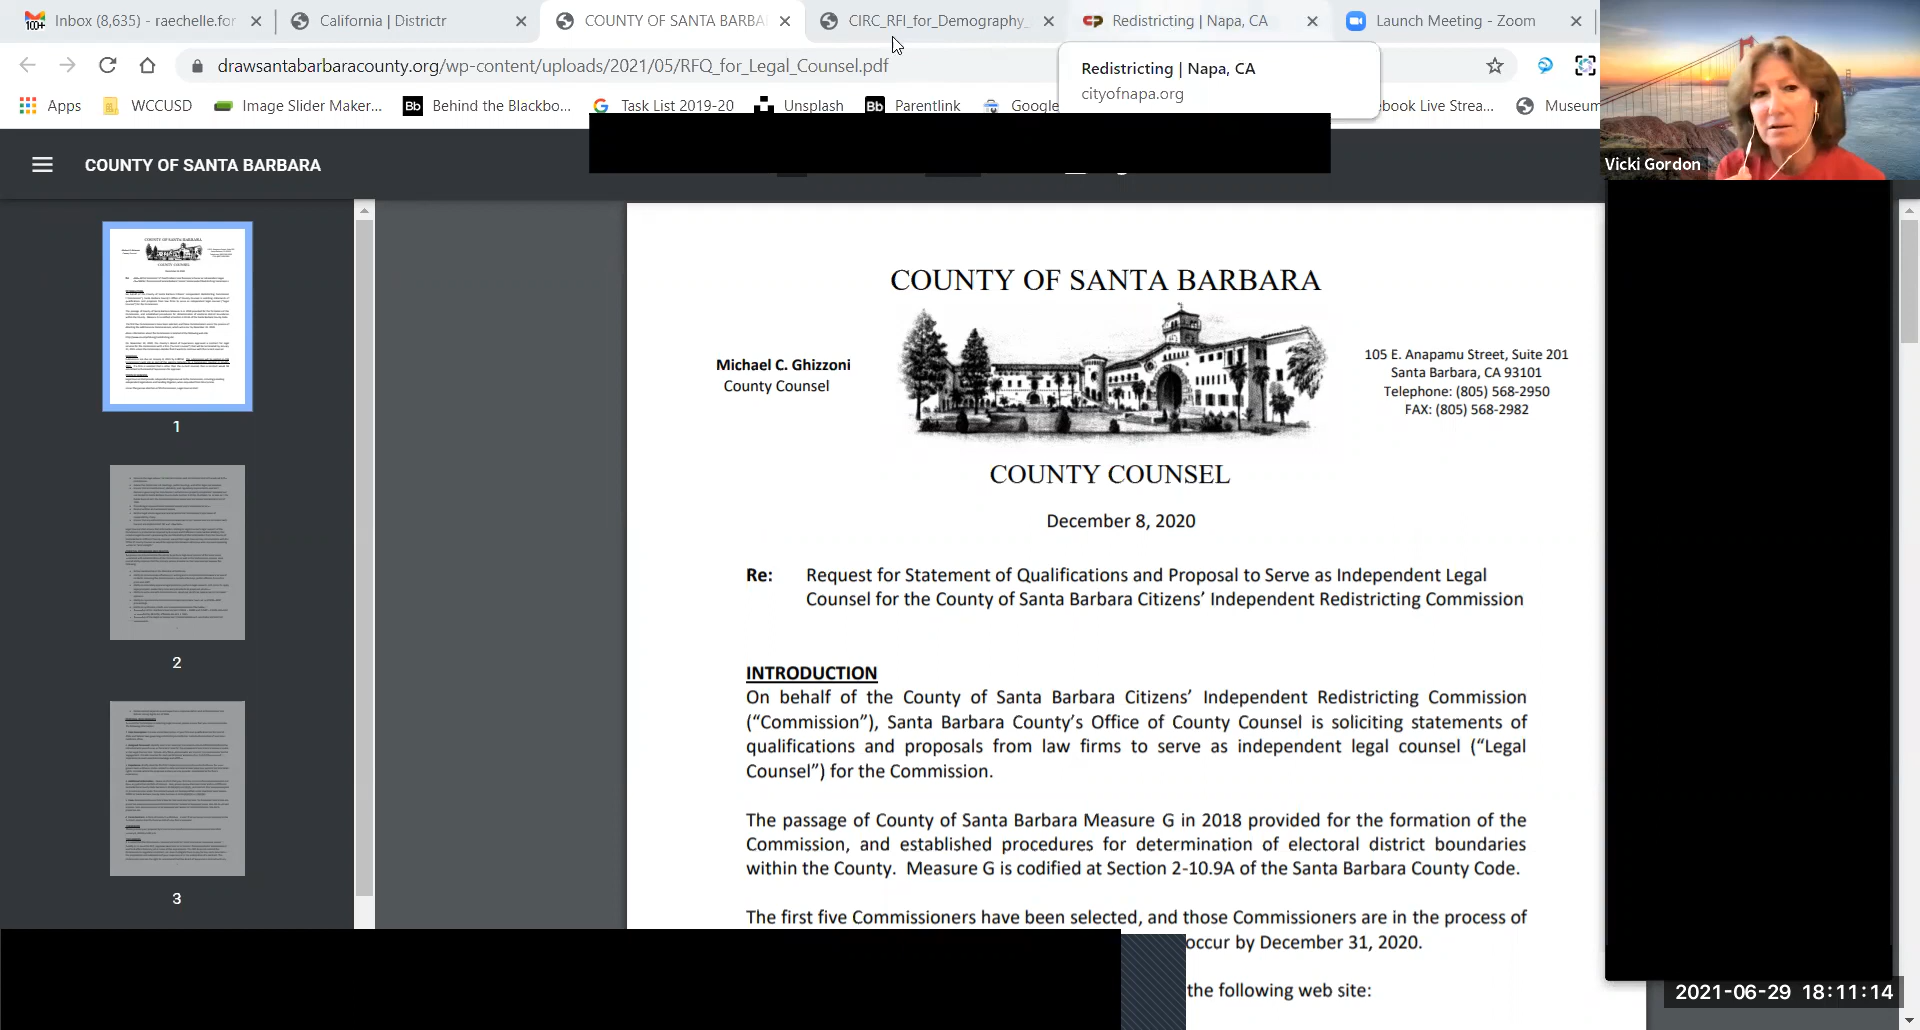 Inbox (8,635) - raechelle.for
California | Districtr
COUNTY OF SANTA BARBA
CIRC_RFI_for_Demography_
Redistricting | Napa, CA
Launch Meeting - Zoom
drawsantabarbaracounty.org/wp-content/uploads/2021/05/RFQ_for_Legal_Counsel.pdf
Redistricting | Napa, CA
cityofnapa.org
Apps
WCCUSD
Image Slider Maker...
Bb Behind the Blackbo...
Task List 2019-20
Unsplash
Bb Parentlink
Google
ebook Live Strea...
Museum
Vicki Gordon
COUNTY OF SANTA BARBARA
1
2
3
COUNTY OF SANTA BARBARA
Michael C. Ghizzoni
County Counsel
105 E. Anapamu Street, Suite 201
Santa Barbara, CA 93101
Telephone: (805) 568-2950
FAX: (805) 568-2982
COUNTY COUNSEL
December 8, 2020
Re: Request for Statement of Qualifications and Proposal to Serve as Independent Legal
Counsel for the County of Santa Barbara Citizens’ Independent Redistricting Commission
INTRODUCTION
On behalf of the County of Santa Barbara Citizens’ Independent Redistricting Commission
(“Commission”), Santa Barbara County’s Office of County Counsel is soliciting statements of
qualifications and proposals from law firms to serve as independent legal counsel (“Legal
Counsel”) for the Commission.
The passage of County of Santa Barbara Measure G in 2018 provided for the formation of the
Commission, and established procedures for determination of electoral district boundaries
within the County. Measure G is codified at Section 2-10.9A of the Santa Barbara County Code.
The first five Commissioners have been selected, and those Commissioners are in the process of
occur by December 31, 2020.
the following web site:
2021-06-29 18:11:14